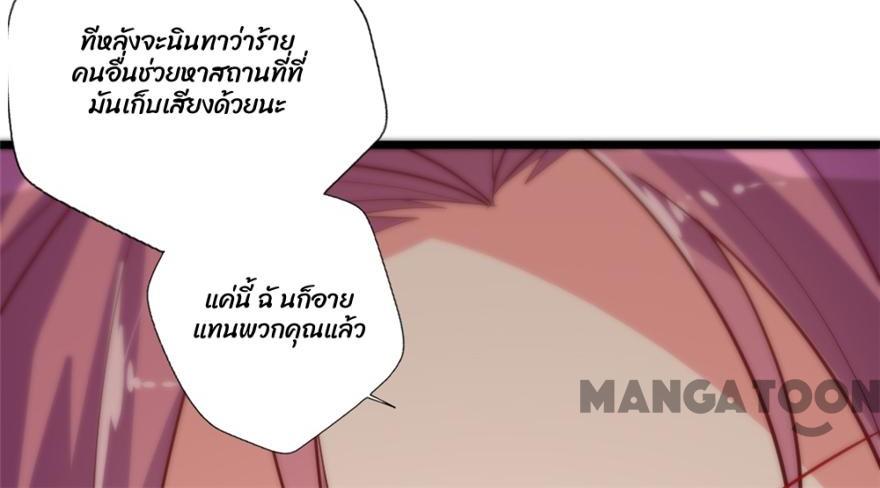 ทีหลังจะนินทาว่าร้าย
คนอื่นช่วยหาสถานที่ที่
มันเก็บเสียงด้วยนะ
แค่นี้ ฉันก็อาย
แทนพวกคุณแล้ว
MANGATOON